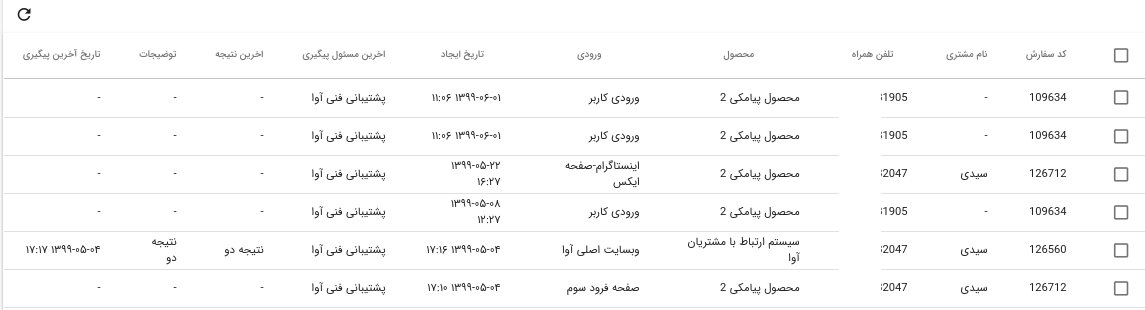 کد سفارش نام مشتری تلفن همراه محصول ورودی تاریخ ایجاد اخرین مسئول پیگیری اخرین نتیجه توضیحات تاریخ آخرین پیگیری
109634 - 1905 محصول پیامکی 2 ورودی کاربر ۱۳۹۹-۰۶-۰۱ ۱۱:۰۶ پشتیبانی فنی آوا - - -
109634 - 1905 محصول پیامکی 2 ورودی کاربر ۱۳۹۹-۰۶-۰۱ ۱۱:۰۶ پشتیبانی فنی آوا - - -
126712 سیدی 2047 محصول پیامکی 2 اینستاگرام-صفحه ایکس ۱۳۹۹-۰۵-۲۲ ۱۶:۲۷ پشتیبانی فنی آوا - - -
109634 - 1905 محصول پیامکی 2 ورودی کاربر ۱۳۹۹-۰۵-۰۸ ۱۲:۲۷ پشتیبانی فنی آوا - - -
126560 سیدی 2047 سیستم ارتباط با مشتریان آوا وبسایت اصلی آوا ۱۳۹۹-۰۵-۰۴ ۱۷:۱۶ پشتیبانی فنی آوا نتیجه دو نتیجه دو ۱۳۹۹-۰۵-۰۴ ۱۷:۱۷
126712 سیدی 2047 محصول پیامکی 2 صفحه فرود سوم ۱۳۹۹-۰۵-۰۴ ۱۷:۱۰ پشتیبانی فنی آوا - - -